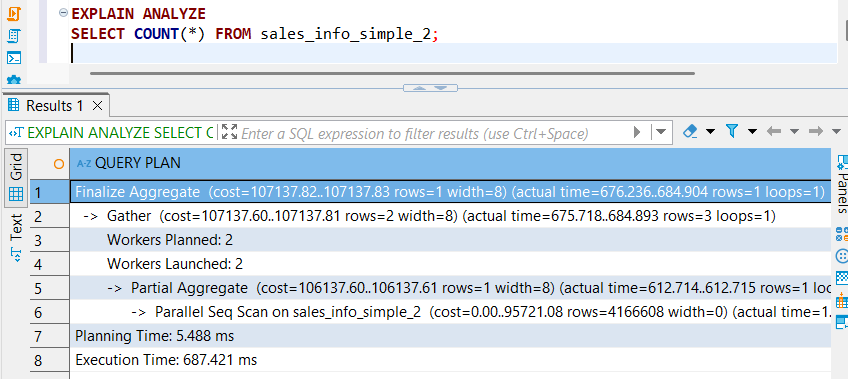 EXPLAIN ANALYZE
SELECT COUNT(*) FROM sales_info_simple_2;
Results 1
EXPLAIN ANALYZE SELECT C
Enter a SQL expression to filter results (use Ctrl+Space)
Grid
Text
Panels
A-Z QUERY PLAN
1 Finalize Aggregate (cost=107137.82..107137.83 rows=1 width=8) (actual time=676.236..684.904 rows=1 loops=1)
2 -> Gather (cost=107137.60..107137.81 rows=2 width=8) (actual time=675.718..684.893 rows=3 loops=1)
3 Workers Planned: 2
4 Workers Launched: 2
5 -> Partial Aggregate (cost=106137.60..106137.61 rows=1 width=8) (actual time=612.714..612.715 rows=1 loo
6 -> Parallel Seq Scan on sales_info_simple_2 (cost=0.00..95721.08 rows=4166608 width=0) (actual time=1.
7 Planning Time: 5.488 ms
8 Execution Time: 687.421 ms